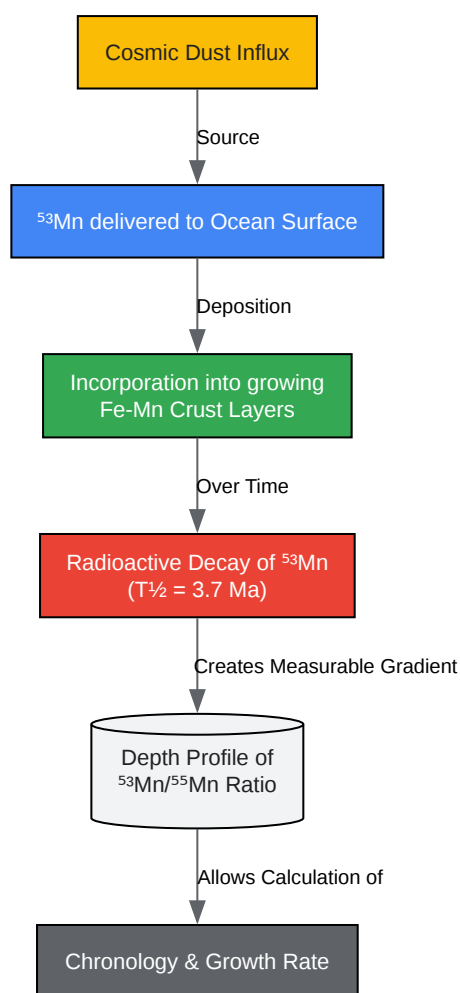 Cosmic Dust Influx
Source
⁵³Mn delivered to Ocean Surface
Deposition
Incorporation into growing
Fe-Mn Crust Layers
Over Time
Radioactive Decay of ⁵³Mn
(T½ = 3.7 Ma)
Creates Measurable Gradient
Depth Profile of
⁵³Mn/⁵⁵Mn Ratio
Allows Calculation of
Chronology & Growth Rate